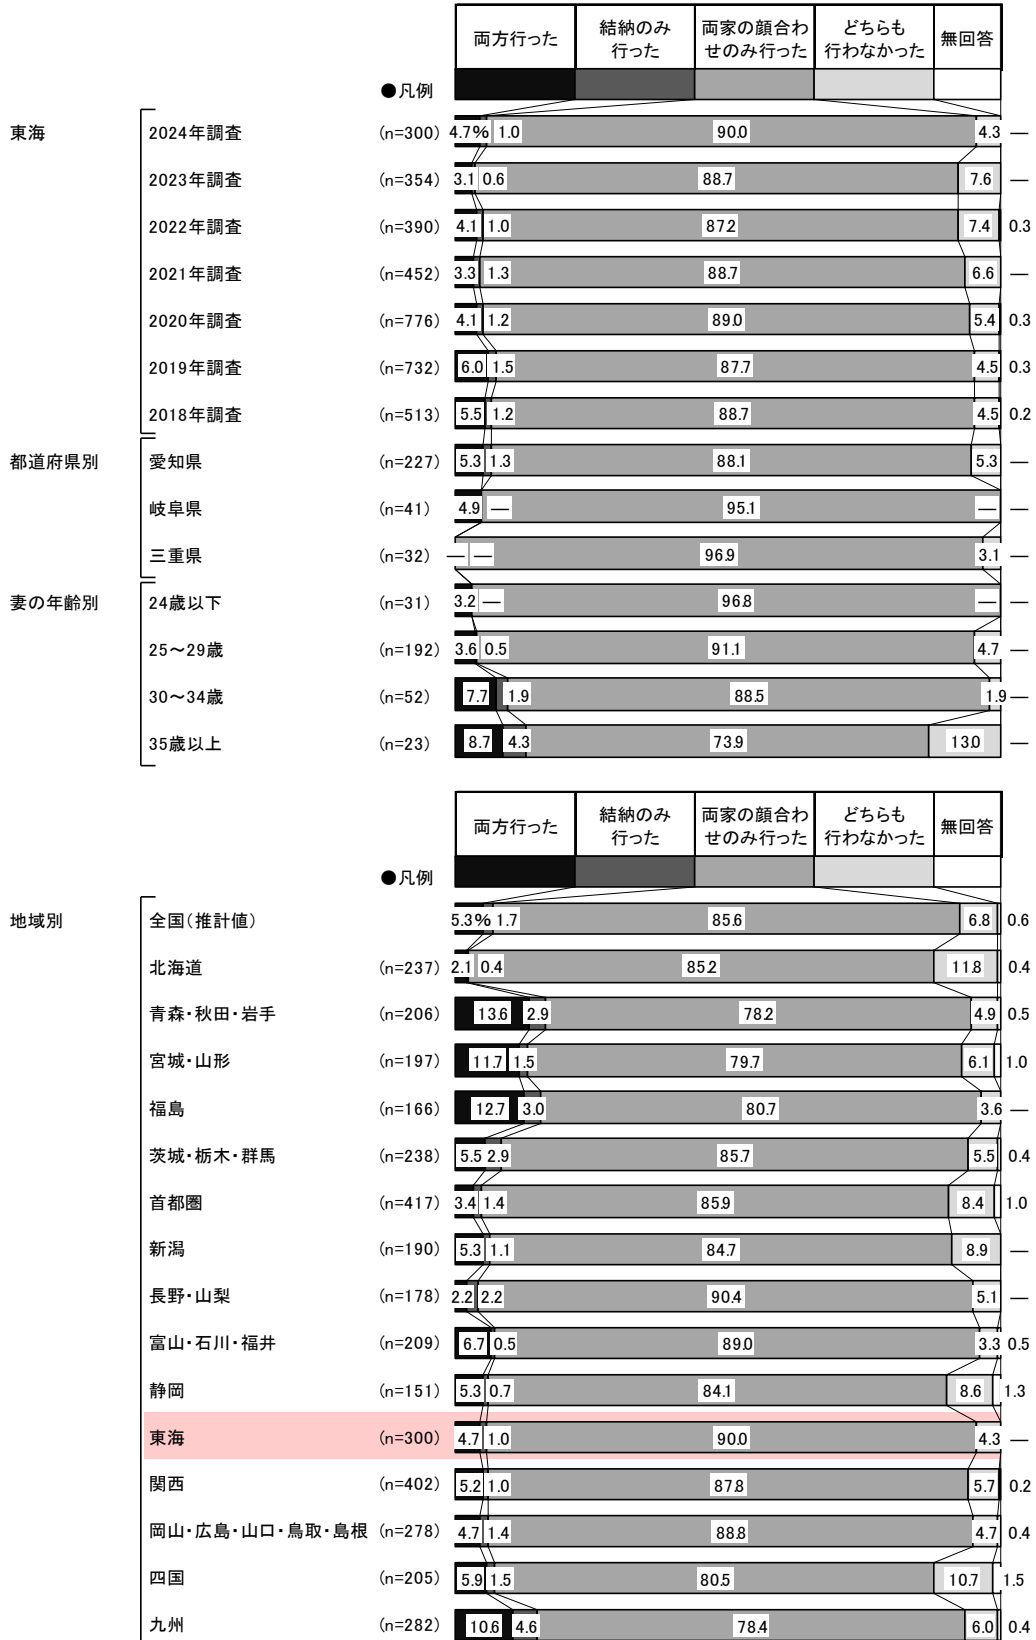 両方行った 結納のみ行った 両家の顔合わせのみ行った どちらも行わなかった 無回答
●凡例
東海 2024年調査 (n=300) 4.7% 1.0 90.0 4.3 —
2023年調査 (n=354) 3.1 0.6 88.7 7.6 —
2022年調査 (n=390) 4.1 1.0 87.2 7.4 0.3
2021年調査 (n=452) 3.3 1.3 88.7 6.6 —
2020年調査 (n=776) 4.1 1.2 89.0 5.4 0.3
2019年調査 (n=732) 6.0 1.5 87.7 4.5 0.3
2018年調査 (n=513) 5.5 1.2 88.7 4.5 0.2
都道府県別 愛知県 (n=227) 5.3 1.3 88.1 5.3 —
岐阜県 (n=41) 4.9 — 95.1 — —
三重県 (n=32) — — 96.9 3.1 —
妻の年齢別 24歳以下 (n=31) 3.2 — 96.8 — —
25～29歳 (n=192) 3.6 0.5 91.1 4.7 —
30～34歳 (n=52) 7.7 1.9 88.5 1.9 —
35歳以上 (n=23) 8.7 4.3 73.9 13.0 —
両方行った 結納のみ行った 両家の顔合わせのみ行った どちらも行わなかった 無回答
●凡例
地域別 全国（推計値） 5.3% 1.7 85.6 6.8 0.6
北海道 (n=237) 2.1 0.4 85.2 11.8 0.4
青森・秋田・岩手 (n=206) 13.6 2.9 78.2 4.9 0.5
宮城・山形 (n=197) 11.7 1.5 79.7 6.1 1.0
福島 (n=166) 12.7 3.0 80.7 3.6 —
茨城・栃木・群馬 (n=238) 5.5 2.9 85.7 5.5 0.4
首都圏 (n=417) 3.4 1.4 85.9 8.4 1.0
新潟 (n=190) 5.3 1.1 84.7 8.9 —
長野・山梨 (n=178) 2.2 2.2 90.4 5.1 —
富山・石川・福井 (n=209) 6.7 0.5 89.0 3.3 0.5
静岡 (n=151) 5.3 0.7 84.1 8.6 1.3
東海 (n=300) 4.7 1.0 90.0 4.3 —
関西 (n=402) 5.2 1.0 87.8 5.7 0.2
岡山・広島・山口・鳥取・島根 (n=278) 4.7 1.4 88.8 4.7 0.4
四国 (n=205) 5.9 1.5 80.5 10.7 1.5
九州 (n=282) 10.6 4.6 78.4 6.0 0.4